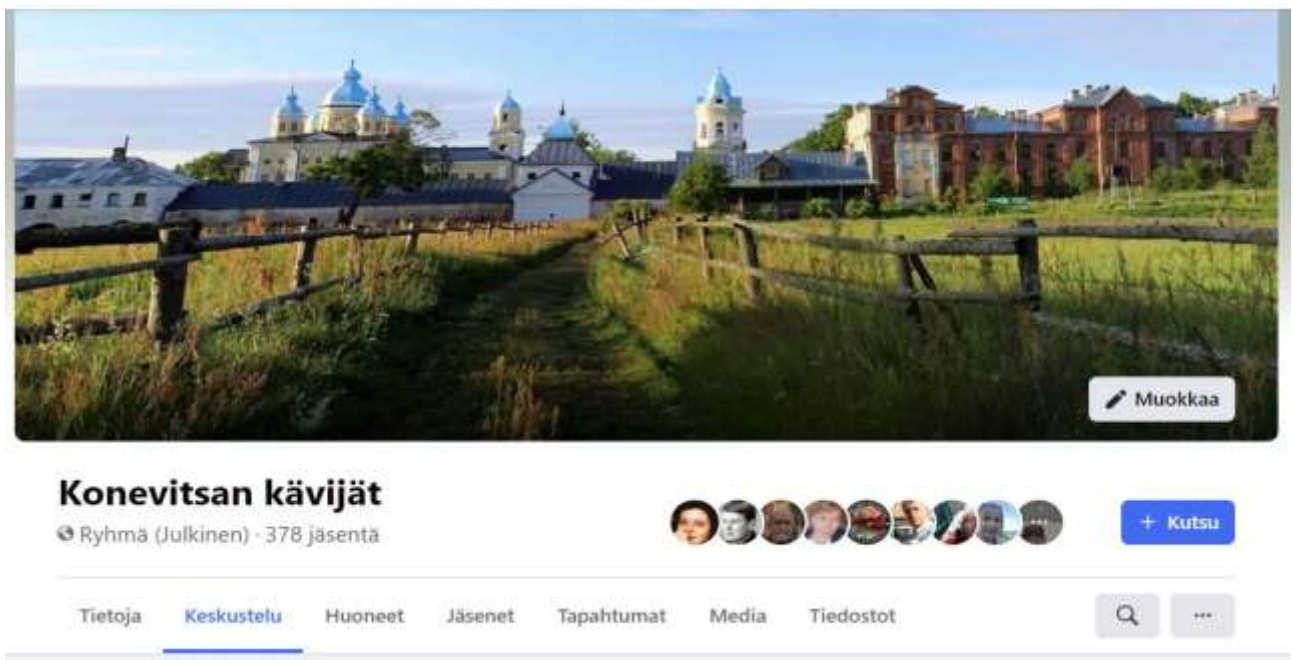 Muokkaa
Konevitsan kävijät
Ryhmä (Julkinen) · 378 jäsentä
+ Kutsu
Tietoja Keskustelu Huoneet Jäsenet Tapahtumat Media Tiedostot